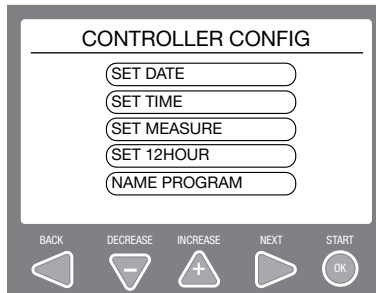 CONTROLLER CONFIG
SET DATE
SET TIME
SET MEASURE
SET 12HOUR
NAME PROGRAM
BACK DECREASE INCREASE NEXT START
− + OK